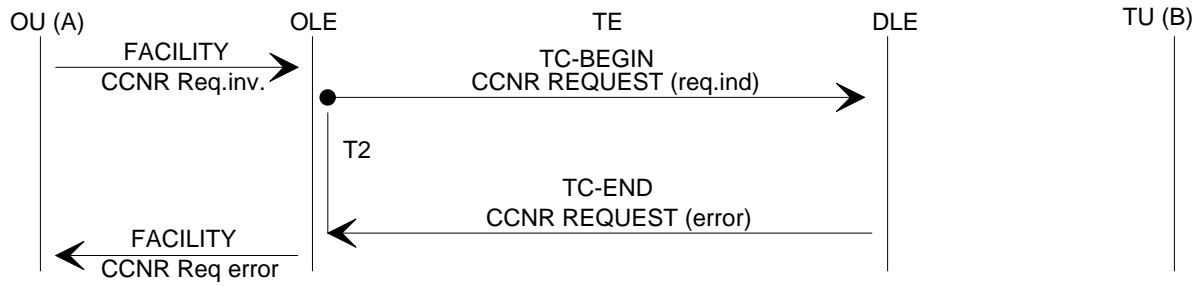 OU (A) OLE TE DLE TU (B)
FACILITY
CCNR Req.inv.
TC-BEGIN
CCNR REQUEST (req.ind)
T2
TC-END
CCNR REQUEST (error)
FACILITY
CCNR Req error